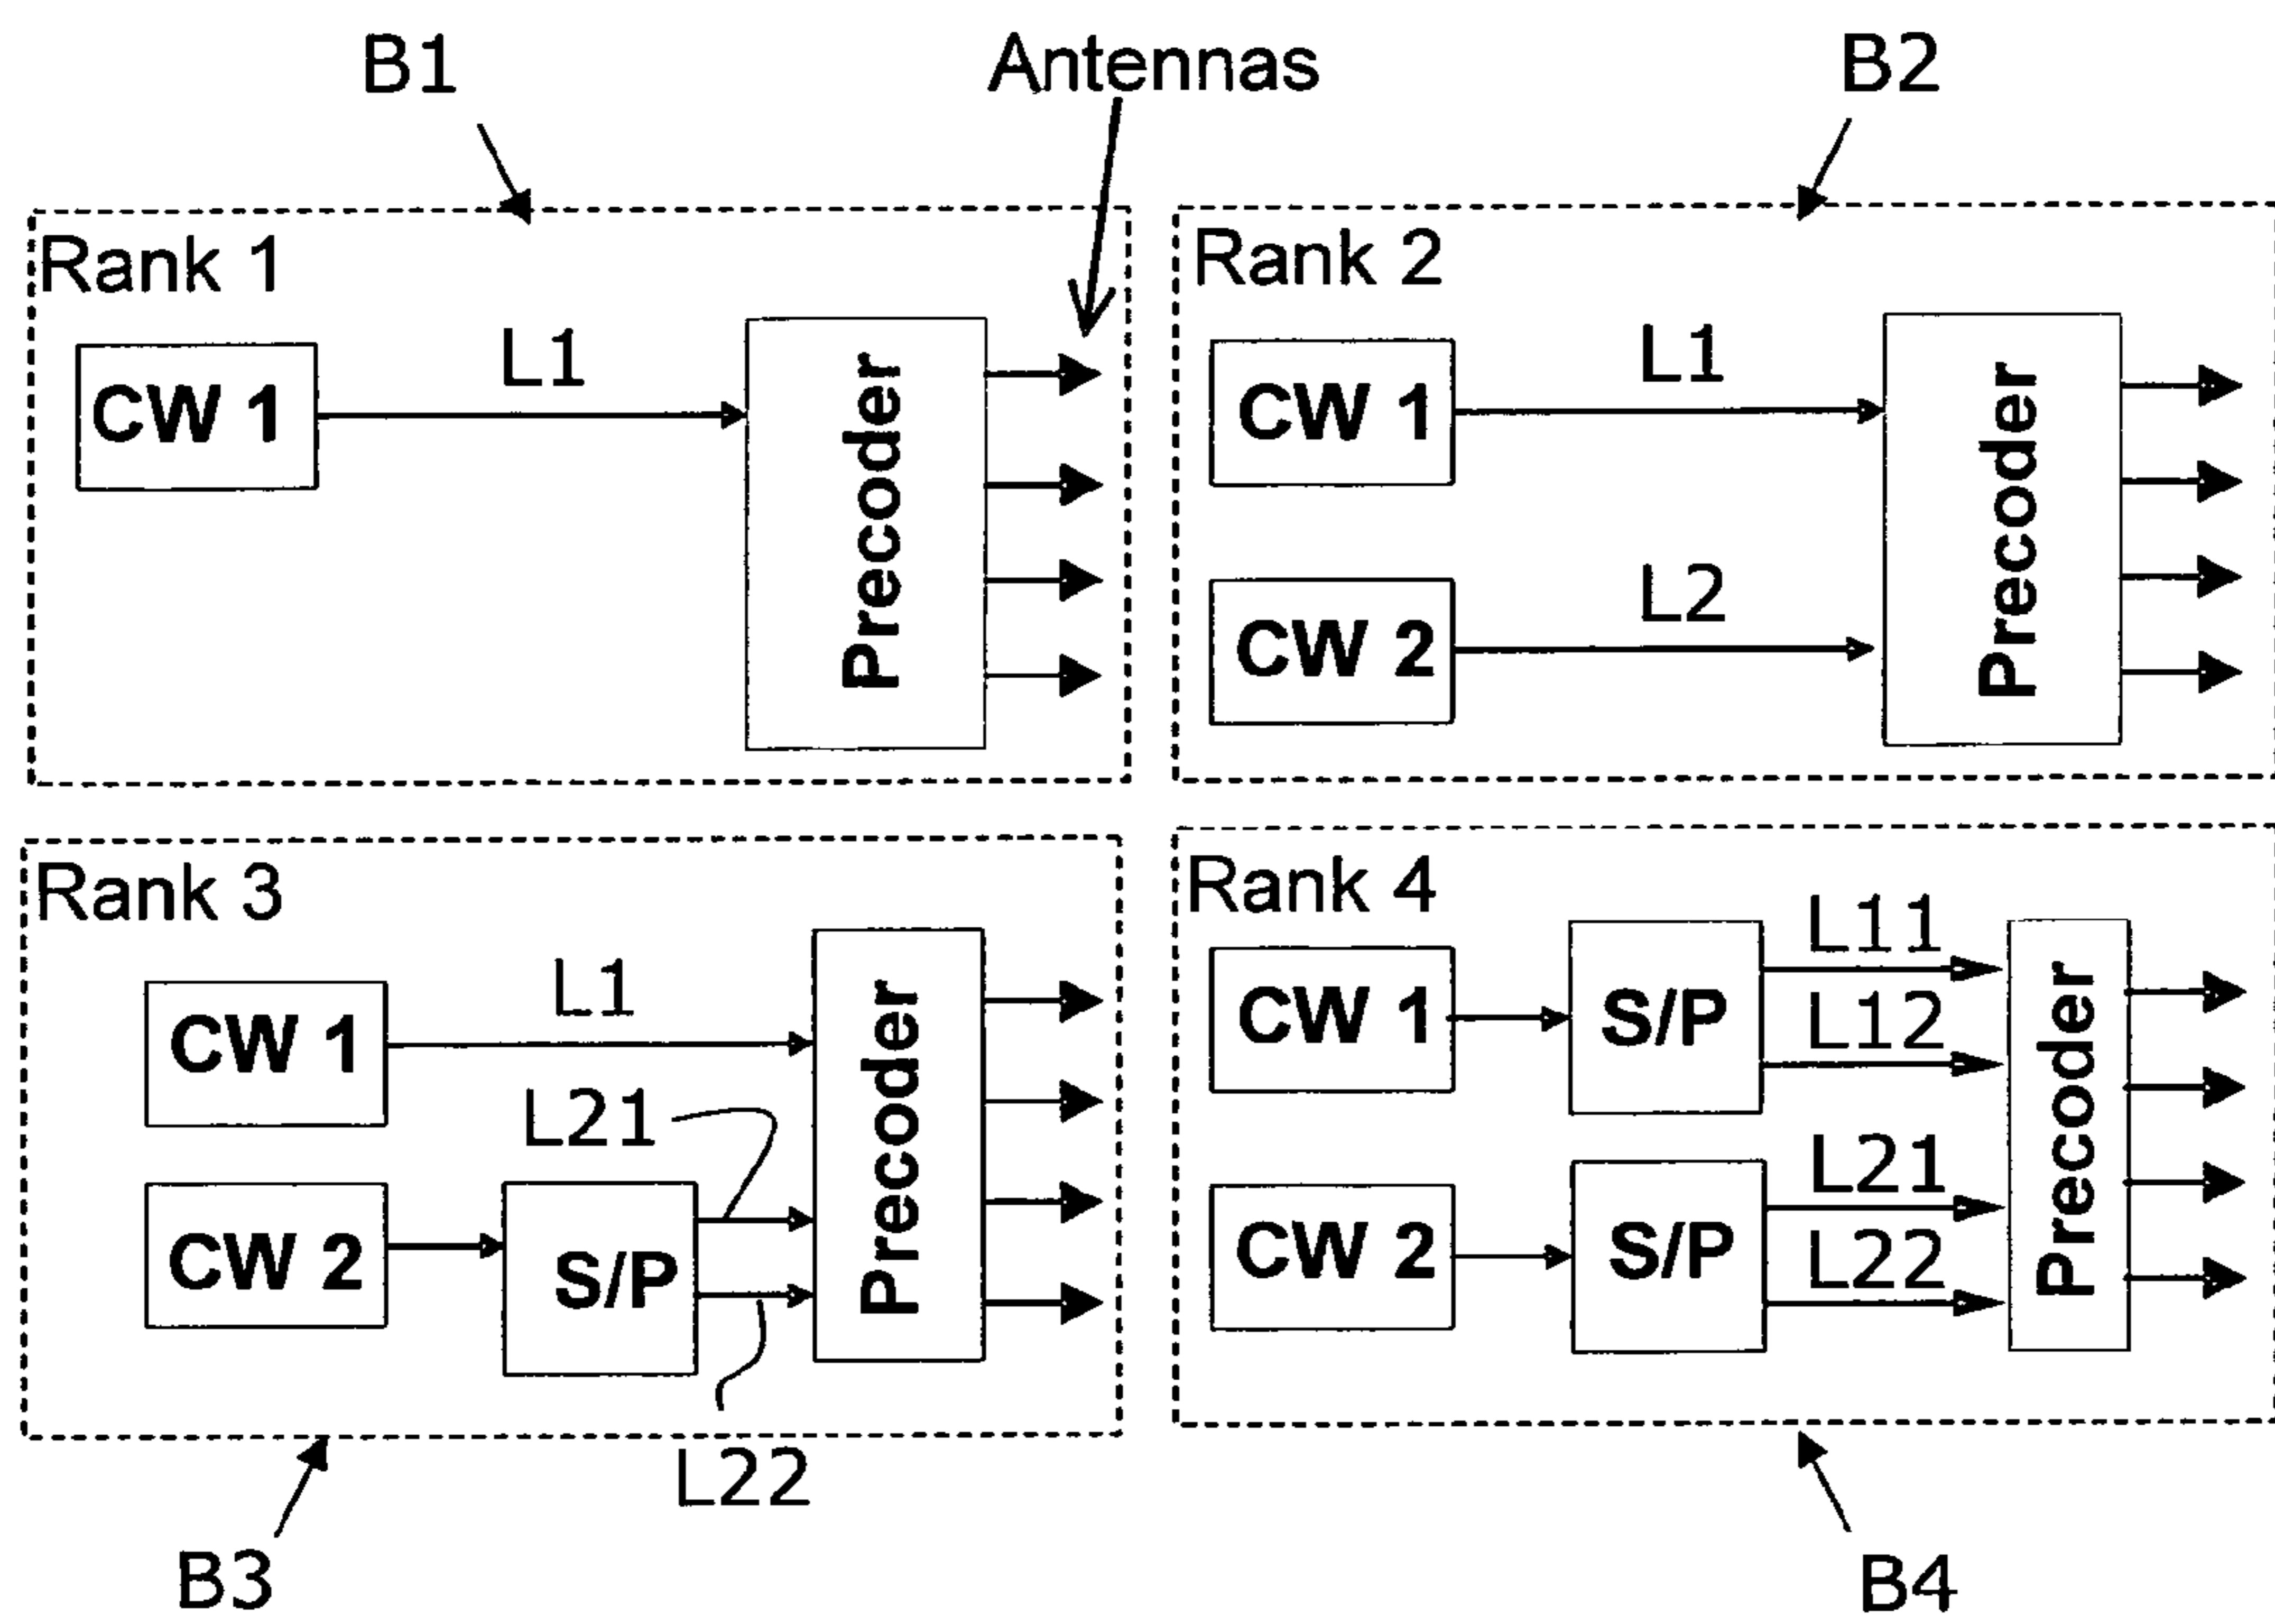 B1
Antennas
B2
Rank 1
CW 1
L1
Precoder
Rank 2
CW 1
L1
CW 2
L2
Precoder
Rank 3
CW 1
L1
L21
CW 2
S/P
L22
Precoder
Rank 4
CW 1
S/P
L11
L12
CW 2
S/P
L21
L22
Precoder
B3
B4